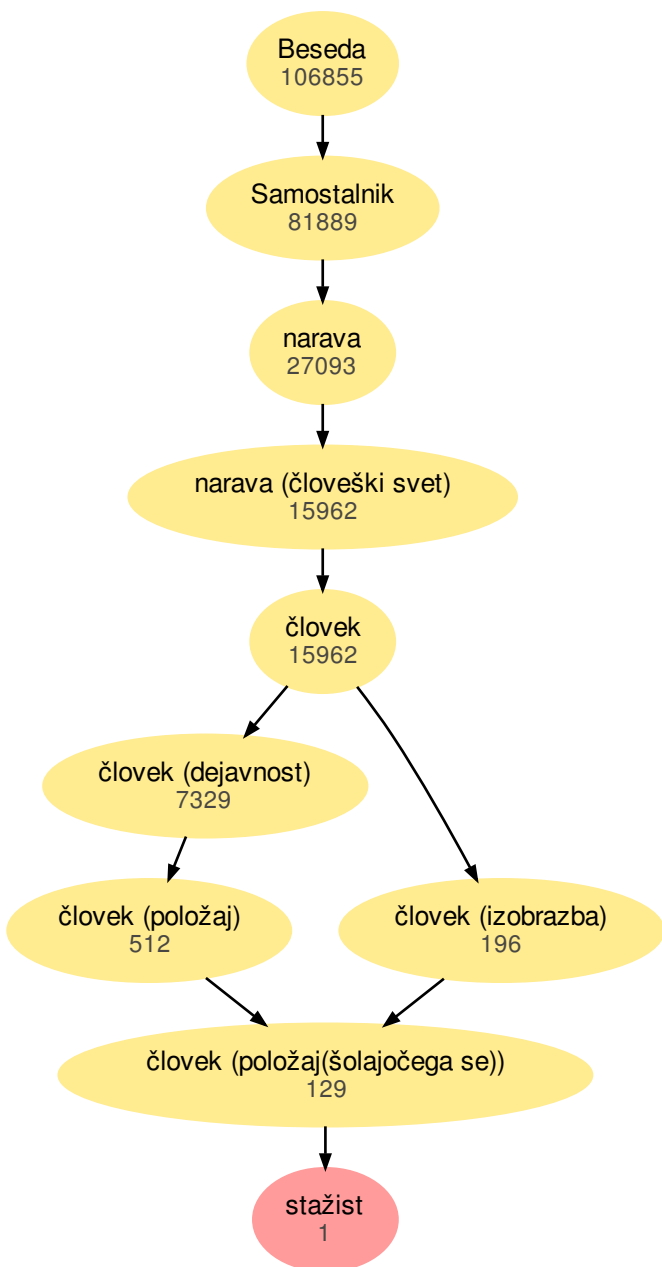 Beseda
106855
Samostalnik
81889
narava
27093
narava (človeški svet)
15962
človek
15962
človek (dejavnost)
7329
človek (položaj)
512
človek (izobrazba)
196
človek (položaj(šolajočega se))
129
stažist
1